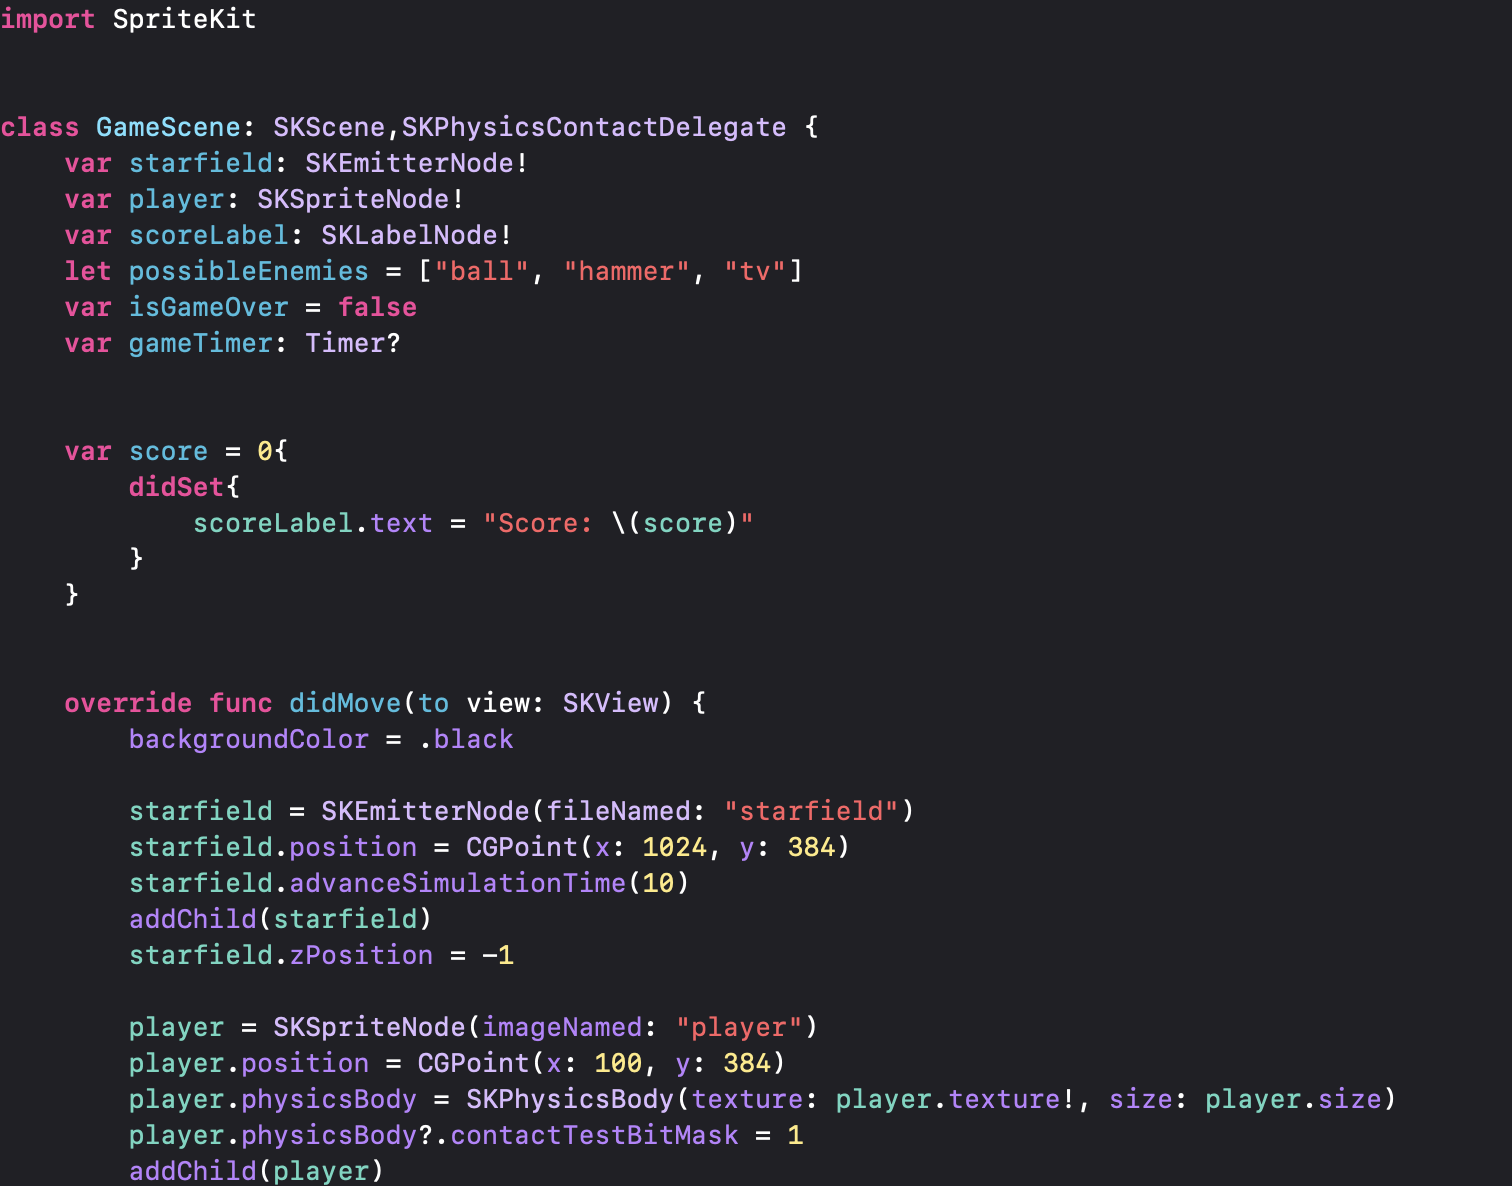 import SpriteKit
class GameScene: SKScene,SKPhysicsContactDelegate {
    var starfield: SKEmitterNode!
    var player: SKSpriteNode!
    var scoreLabel: SKLabelNode!
    let possibleEnemies = ["ball", "hammer", "tv"]
    var isGameOver = false
    var gameTimer: Timer?
    var score = 0{
        didSet{
            scoreLabel.text = "Score: \(score)"
        }
    }
    override func didMove(to view: SKView) {
        backgroundColor = .black
        starfield = SKEmitterNode(fileNamed: "starfield")
        starfield.position = CGPoint(x: 1024, y: 384)
        starfield.advanceSimulationTime(10)
        addChild(starfield)
        starfield.zPosition = -1
        player = SKSpriteNode(imageNamed: "player")
        player.position = CGPoint(x: 100, y: 384)
        player.physicsBody = SKPhysicsBody(texture: player.texture!, size: player.size)
        player.physicsBody?.contactTestBitMask = 1
        addChild(player)